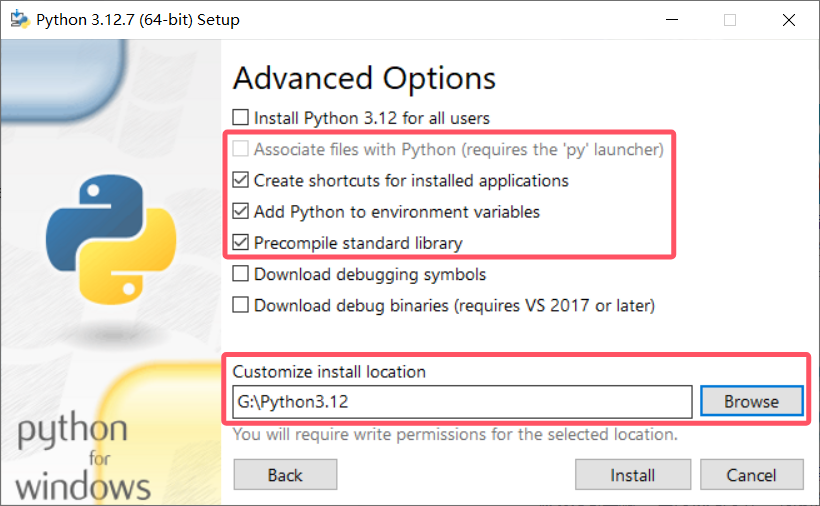 Python 3.12.7 (64-bit) Setup
Advanced Options
Install Python 3.12 for all users
Associate files with Python (requires the 'py' launcher)
Create shortcuts for installed applications
Add Python to environment variables
Precompile standard library
Download debugging symbols
Download debug binaries (requires VS 2017 or later)
Customize install location
G:\Python3.12
Browse
You will require write permissions for the selected location.
python
for
windows
Back
Install
Cancel